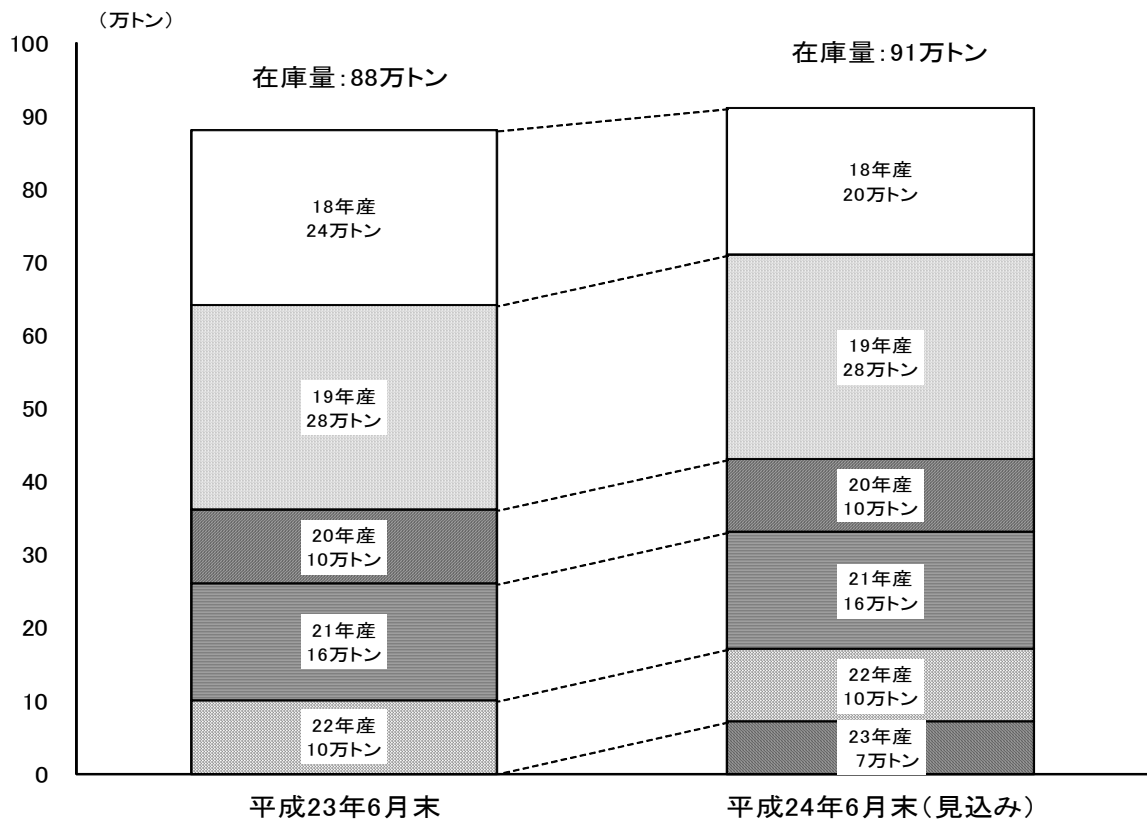 (万トン)
100
90
80
70
60
50
40
30
20
10
0
在庫量:88万トン
18年産
24万トン
19年産
28万トン
20年産
10万トン
21年産
16万トン
22年産
10万トン
平成23年6月末
在庫量:91万トン
18年産
20万トン
19年産
28万トン
20年産
10万トン
21年産
16万トン
22年産
10万トン
23年産
7万トン
平成24年6月末(見込み)